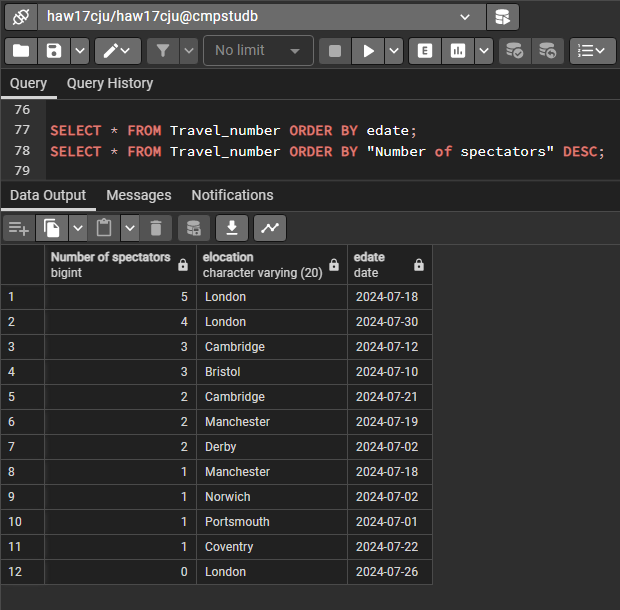 haw17cju/haw17cju@cmpstudb
No limit
E
Query Query History
76
77 SELECT * FROM Travel_number ORDER BY edate;
78 SELECT * FROM Travel_number ORDER BY "Number of spectators" DESC;
79
Data Output Messages Notifications
Number of spectators elocation edate
bigint character varying (20) date
1 5 London 2024-07-18
2 4 London 2024-07-30
3 3 Cambridge 2024-07-12
4 3 Bristol 2024-07-10
5 2 Cambridge 2024-07-21
6 2 Manchester 2024-07-19
7 2 Derby 2024-07-02
8 1 Manchester 2024-07-18
9 1 Norwich 2024-07-02
10 1 Portsmouth 2024-07-01
11 1 Coventry 2024-07-22
12 0 London 2024-07-26